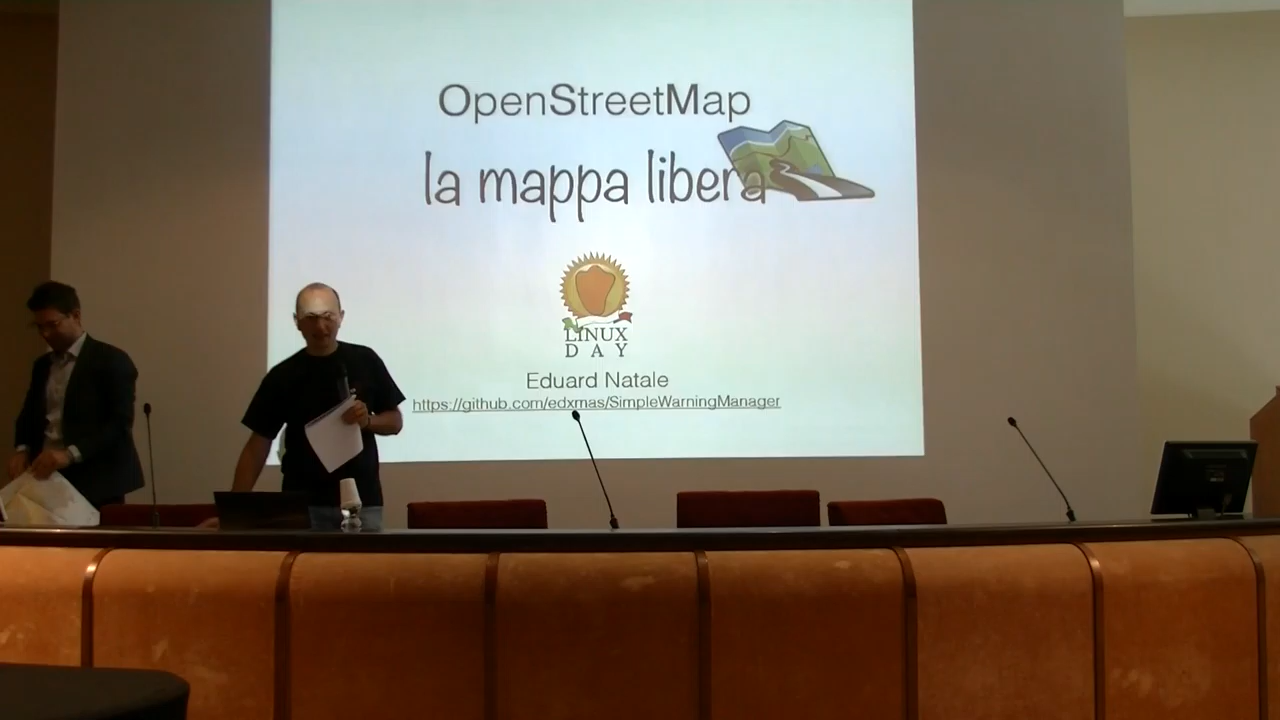 OpenStreetMap
la mappa libera
LINUX
DAY
Eduard Natale
https://github.com/edxmas/SimpleWarningManager